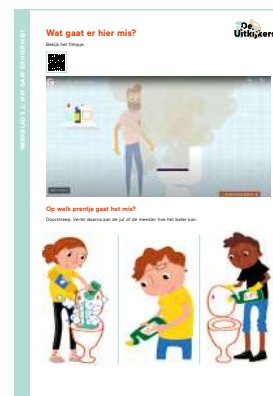 WERKBLAD 5.3: WAT GAAT ER HIER MIS?
De
Uitkijkers
Wat gaat er hier mis?
Bekijk het filmpje.
Op welk prentje gaat het mis?
Doorstreep. Vertel daarna aan de juf of de meester hoe het beter kan.